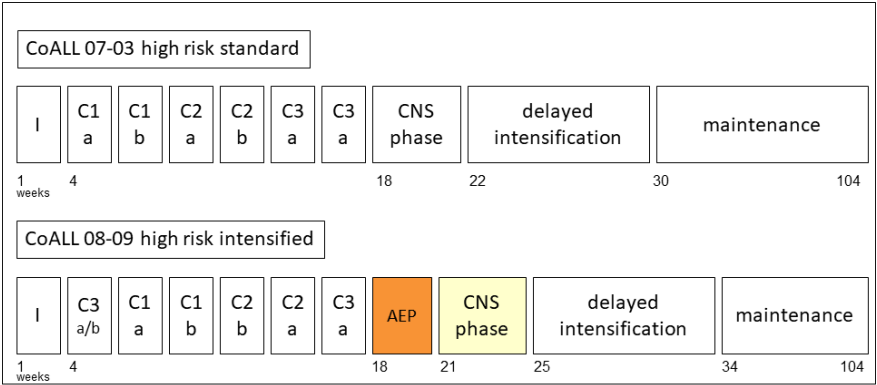 CoALL 07-03 high risk standard
I C1 C1 C2 C2 C3 C3 CNS delayed maintenance
a b a b a a phase intensification
1 4 18 22 30 104
weeks
CoALL 08-09 high risk intensified
I C3 C1 C1 C2 C2 C3 AEP CNS delayed maintenance
a/b a b b a a phase intensification
1 4 18 21 25 34 104
weeks